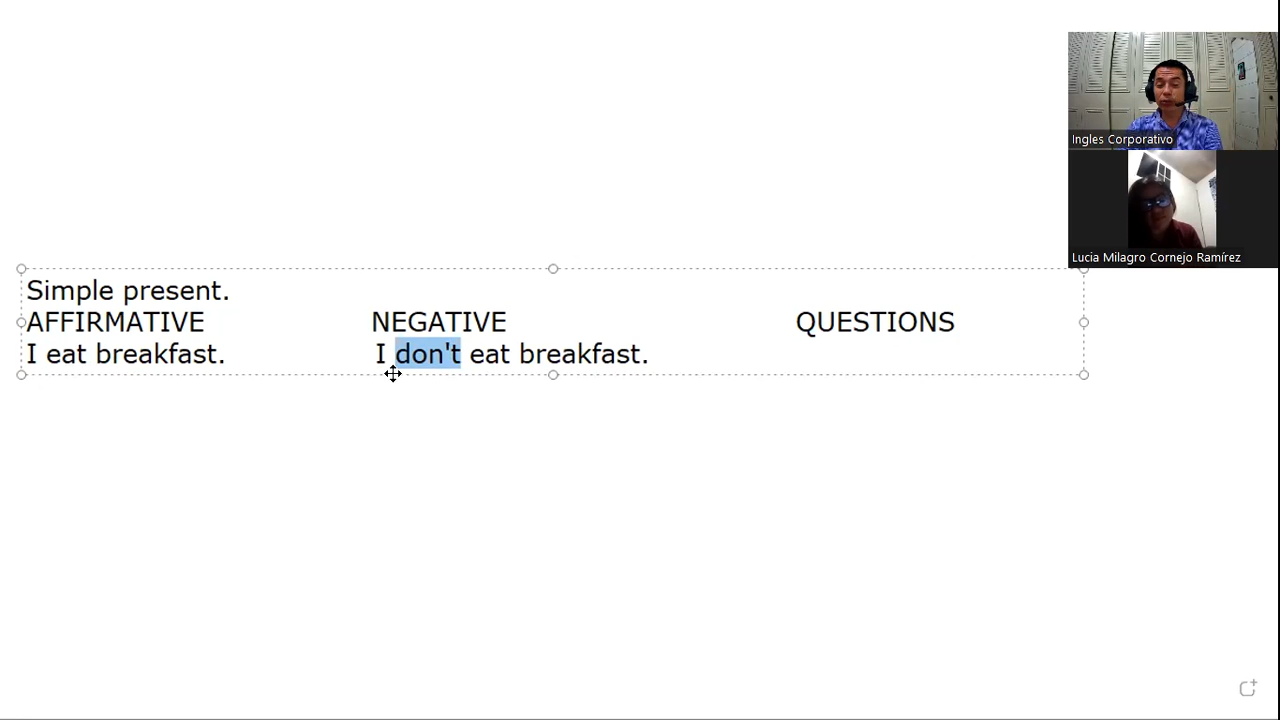 Ingles Corporativo
Lucia Milagro Cornejo Ramírez
Simple present.
AFFIRMATIVE NEGATIVE QUESTIONS
I eat breakfast. I don't eat breakfast.